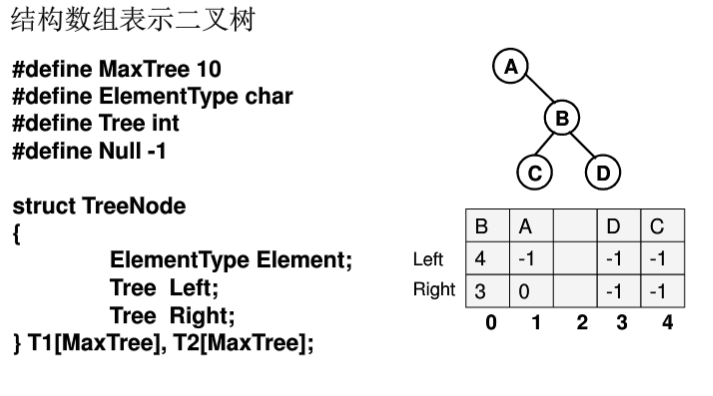 结构数组表示二叉树
#define MaxTree 10
#define ElementType char
#define Tree int
#define Null -1
struct TreeNode
{
ElementType Element;
Tree Left;
Tree Right;
} T1[MaxTree], T2[MaxTree];
A
B
C D
B A D C
Left 4 -1 -1 -1
Right 3 0 -1 -1
0 1 2 3 4